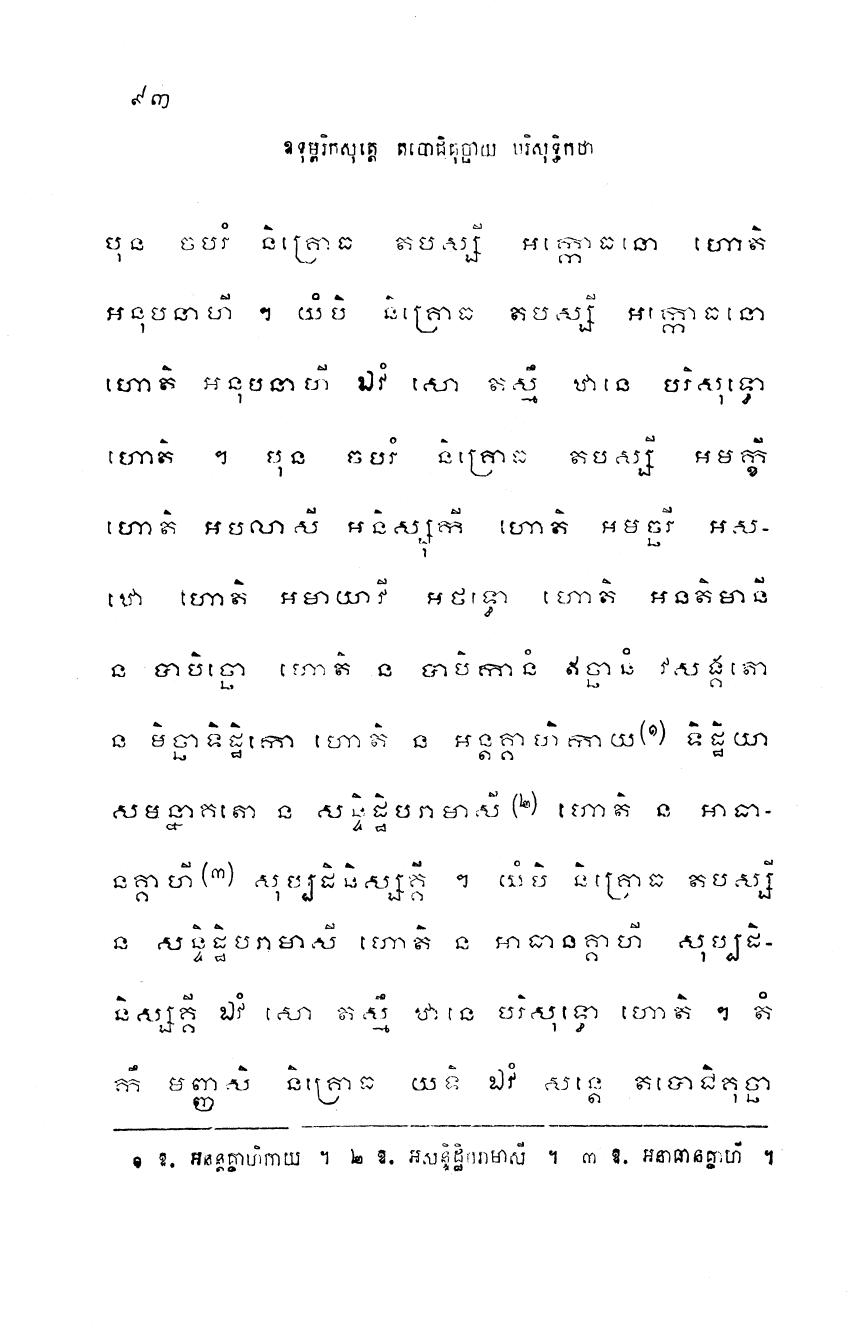 ៩៣
ឧទុម្ពរិកសុត្តេ តបោជិគុច្ឆាយ បរិសុទ្ធិកថា
បុន ចបរំ និគ្រោធ តបស្សី អក្កោធនោ ហោតិ
អនុបនាហី ។ យំបិ និគ្រោធ តបស្សី អក្កោធនោ
ហោតិ អនុបនាហី ឯវំ សោ តស្មឹ ឋានេ បរិសុទ្ធោ
ហោតិ ។ បុន ចបរំ និគ្រោធ តបស្សី អមក្ខី
ហោតិ អបលាសី អនិស្សុកី ហោតិ អមច្ឆរី អស-
ឋោ ហោតិ អមាយាវី អថទ្ធោ ហោតិ អនតិមានី
ន បាបិច្ឆោ ហោតិ ន បាបិកានំ ឥច្ឆានំ វសង្គតោ
ន មិច្ឆាទិដ្ឋិកោ ហោតិ ន អន្តគ្គាហិកាយ(១) ទិដ្ឋិយា
សមន្នាគតោ ន សន្ទិដ្ឋិបរាមាសី(២) ហោតិ ន អាធា-
នគ្គាហី(៣) សុប្បដិនិស្សគ្គី ។ យំបិ និគ្រោធ តបស្សី
ន សន្ទិដ្ឋិបរាមាសី ហោតិ ន អាធានគ្គាហី សុប្បដិ-
និស្សគ្គី ឯវំ សោ តស្មឹ ឋានេ បរិសុទ្ធោ ហោតិ ។ តំ
កឹ មញ្ញសិ និគ្រោធ យទិ ឯវំ សន្តេ តបោជិគុច្ឆា
១ ឱ. អនន្តគ្គាហិកាយ ។ ២ ឱ. អសន្ទិដ្ឋិបរាមាសី ។ ៣ ឱ. អនាធានគ្គាហី ។